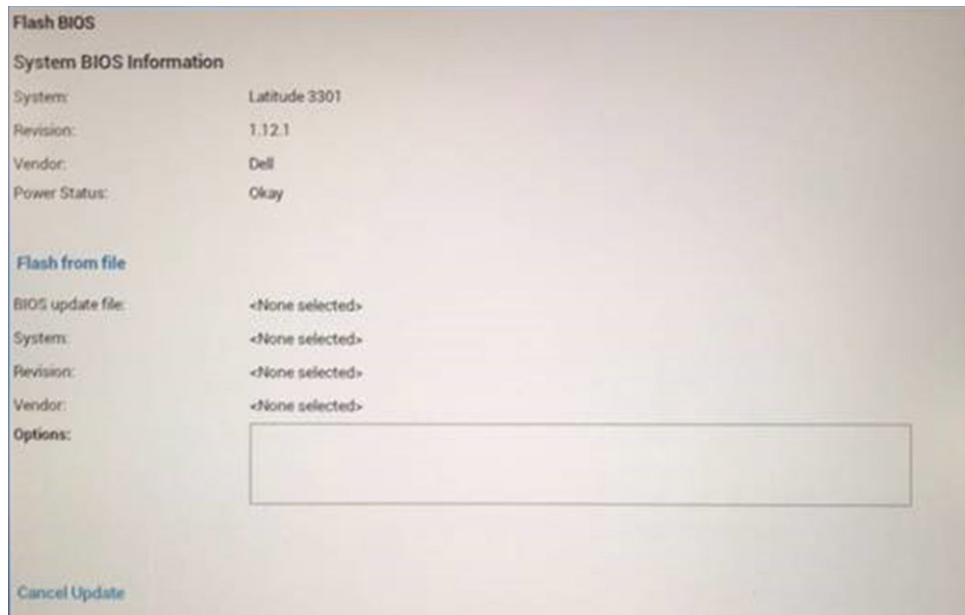 Flash BIOS
System BIOS Information
System: Latitude 3301
Revision: 1.12.1
Vendor: Dell
Power Status: Okay
Flash from file
BIOS update file: <None selected>
System: <None selected>
Revision: <None selected>
Vendor: <None selected>
Options:
Cancel Update